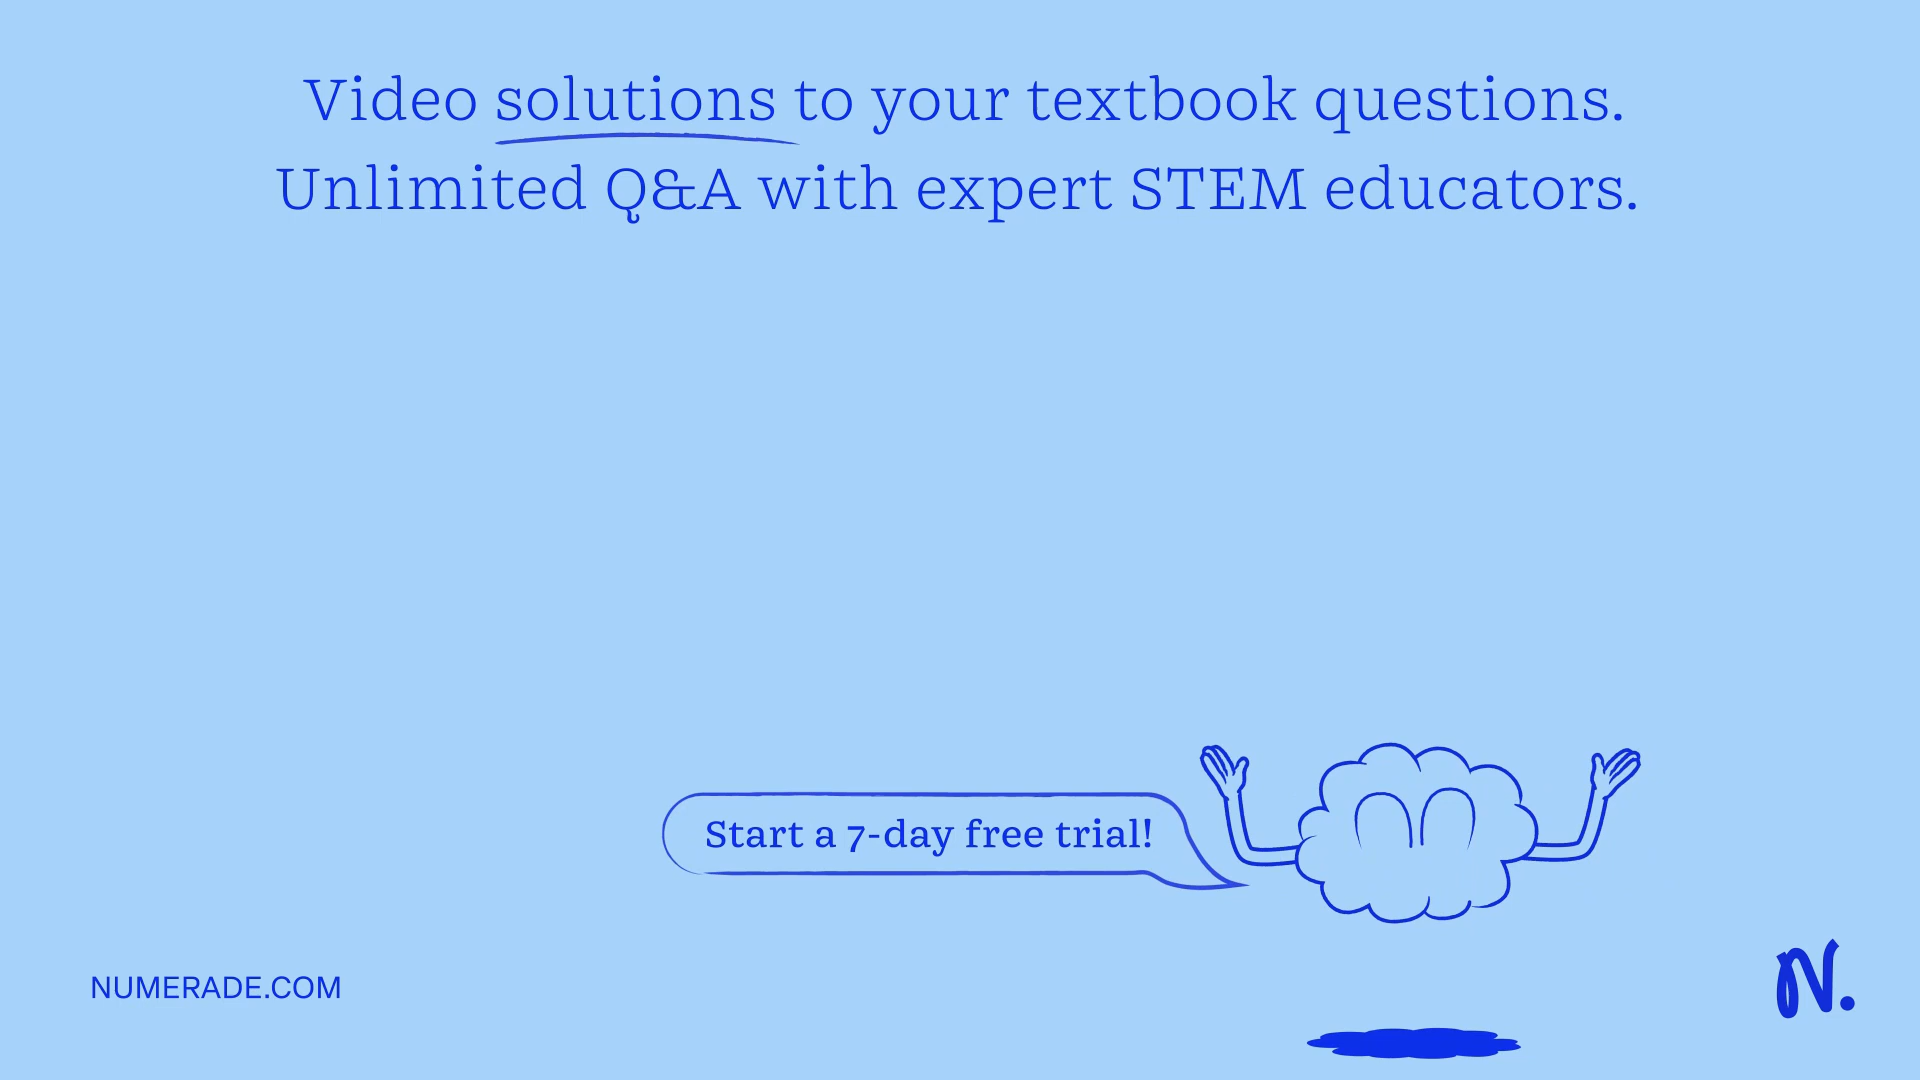 Video solutions to your textbook questions.
Unlimited Q&A with expert STEM educators.
Start a 7-day free trial!
NUMERADE.COM
N.